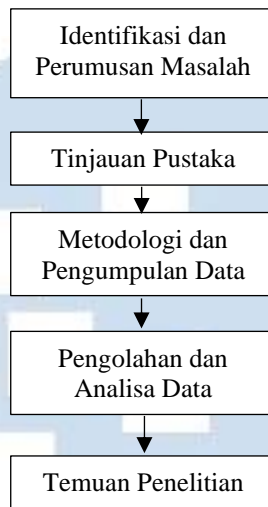 Identifikasi dan
Perumusan Masalah
Tinjauan Pustaka
Metodologi dan
Pengumpulan Data
Pengolahan dan
Analisa Data
Temuan Penelitian